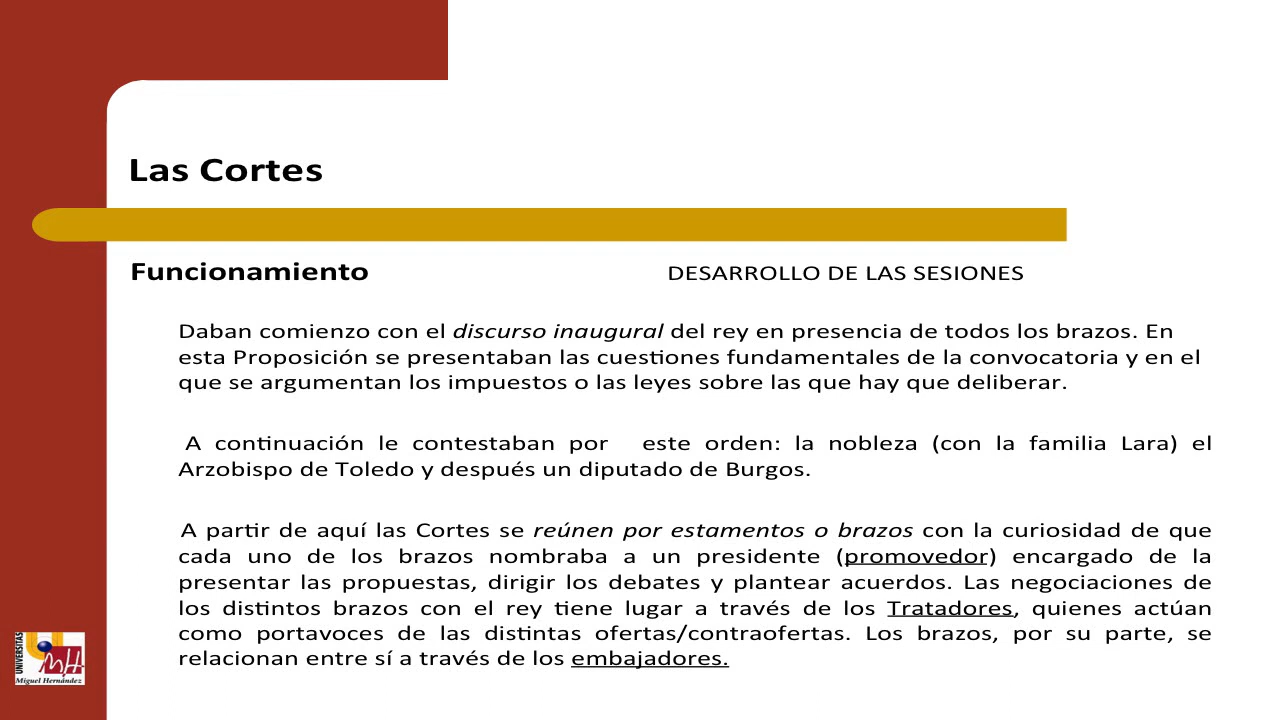 Las Cortes
Funcionamiento DESARROLLO DE LAS SESIONES
Daban comienzo con el discurso inaugural del rey en presencia de todos los brazos. En
esta Proposición se presentaban las cuestiones fundamentales de la convocatoria y en el
que se argumentan los impuestos o las leyes sobre las que hay que deliberar.
A continuación le contestaban por este orden: la nobleza (con la familia Lara) el
Arzobispo de Toledo y después un diputado de Burgos.
A partir de aquí las Cortes se reúnen por estamentos o brazos con la curiosidad de que
cada uno de los brazos nombraba a un presidente (promovedor) encargado de la
presentar las propuestas, dirigir los debates y plantear acuerdos. Las negociaciones de
los distintos brazos con el rey tiene lugar a través de los Tratadores, quienes actúan
como portavoces de las distintas ofertas/contraofertas. Los brazos, por su parte, se
relacionan entre sí a través de los embajadores.
UNIVERSITAS
Miguel Hernández